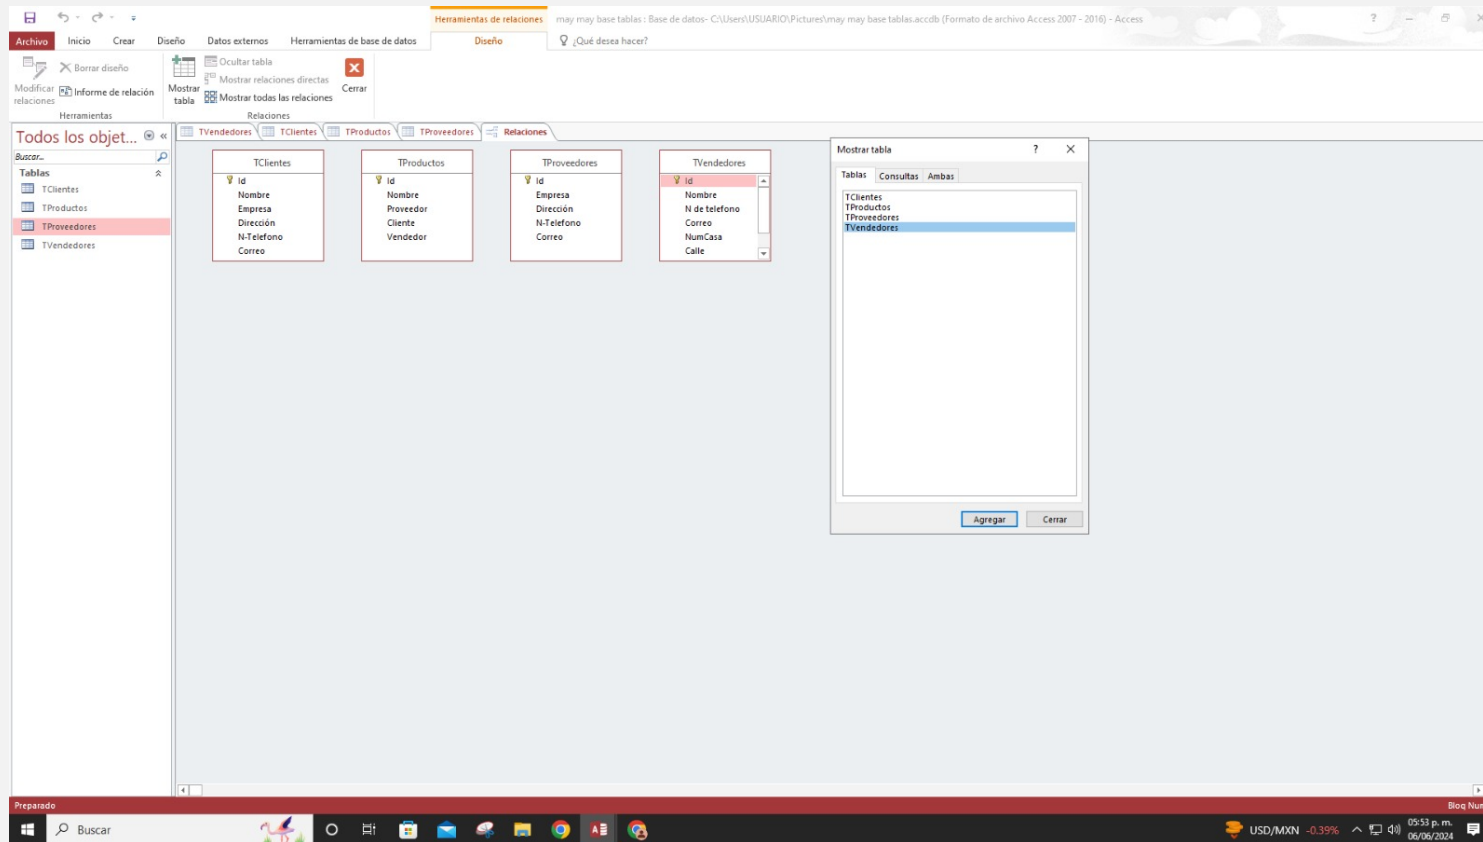 Herramientas de relaciones
may may base tablas : Base de datos- C:\Users\USUARIO\Pictures\may may base tablas.accdb (Formato de archivo Access 2007 - 2016) - Access
?
Archivo Inicio Crear Diseño Datos externos Herramientas de base de datos Diseño ¿Qué desea hacer?
Modificar relaciones
Borrar diseño
Informe de relación
Herramientas
Mostrar tabla
Ocultar tabla
Mostrar relaciones directas
Mostrar todas las relaciones
Cerrar
Relaciones
Todos los objet... «
Buscar...
Tablas
TClientes
TProductos
TProveedores
TVendedores
TVendedores TClientes TProductos TProveedores Relaciones
TClientes
Id
Nombre
Empresa
Dirección
N-Telefono
Correo
TProductos
Id
Nombre
Proveedor
Cliente
Vendedor
TProveedores
Id
Empresa
Dirección
N-Telefono
Correo
TVendedores
Id
Nombre
N de telefono
Correo
NumCasa
Calle
Mostrar tabla ?
Tablas Consultas Ambas
TClientes
TProductos
TProveedores
TVendedores
Agregar Cerrar
Preparado
Bloq Num
Buscar
USD/MXN -0.39%
05:53 p. m.
06/06/2024